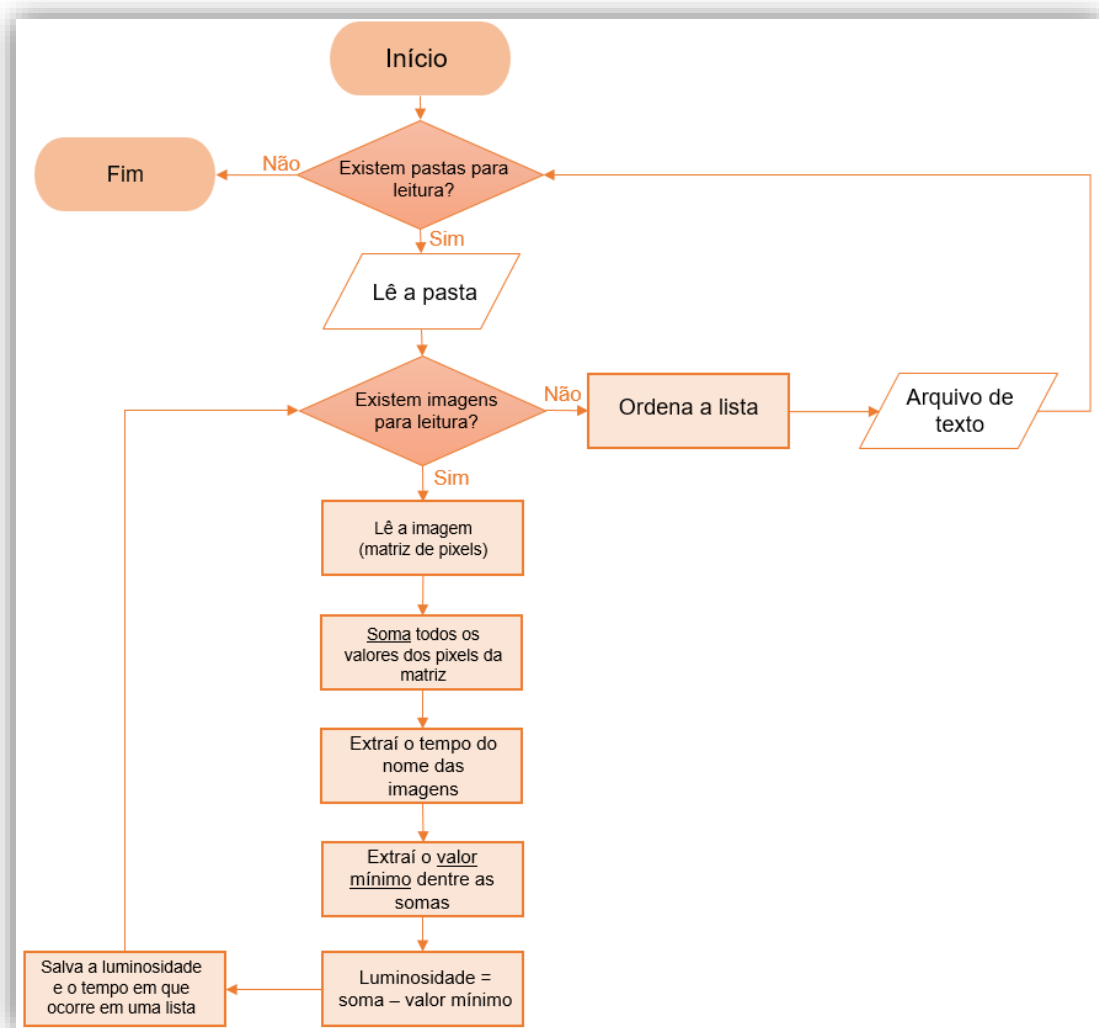 Início
Fim
Não
Existem pastas para
leitura?
Sim
Lê a pasta
Existem imagens
para leitura?
Não
Ordena a lista
Arquivo de
texto
Sim
Lê a imagem
(matriz de pixels)
Soma todos os
valores dos pixels da
matriz
Extraí o tempo do
nome das
imagens
Extraí o valor
mínimo dentre as
somas
Luminosidade =
soma – valor mínimo
Salva a luminosidade
e o tempo em que
ocorre em uma lista